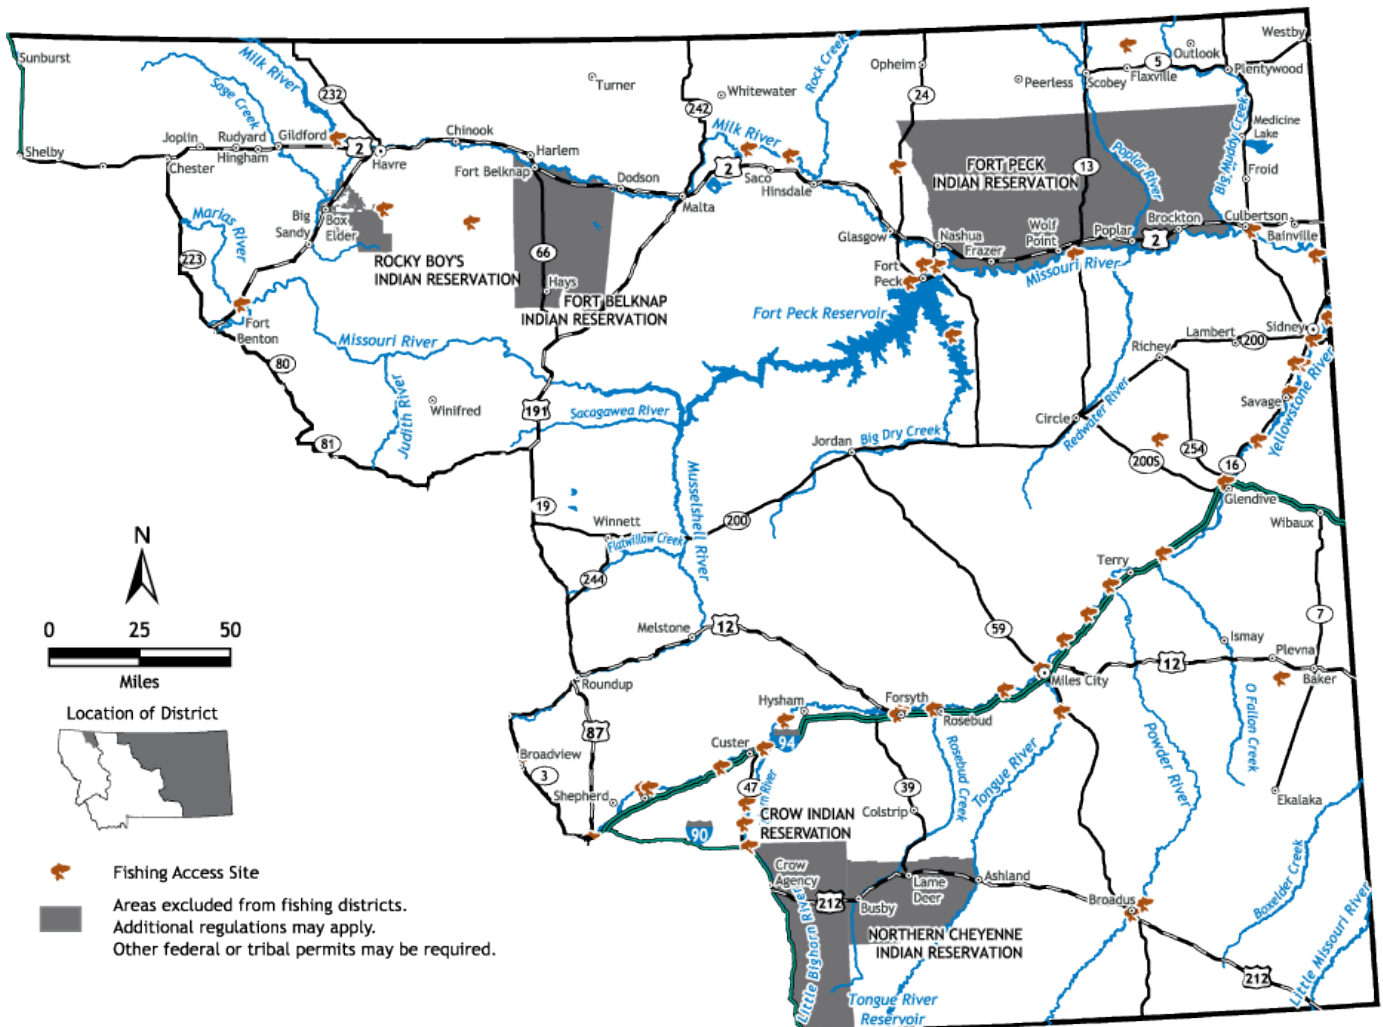 Sunburst
Milk River
232
Sage Creek
Turner
242
Whitewater
Rock Creek
Opheim
24
Peerless
Scobey
5
Flaxville
Outlook
Westby
Plentywood
Medicine
Lake
Froid
Big Muddy Creek
Poplar River
13
FORT PECK
INDIAN RESERVATION
Shelby
Chester
Joplin
Rudyard
Hingham
Gildford
2
Havre
Chinook
Harlem
Fort Belknap
Dodson
Malta
Milk River
2
Saco
Hinsdale
Glasgow
Nashua
Frazer
Wolf
Point
Poplar
Brockton
2
Culbertson
Bainville
Missouri River
Fort
Peck
Marias
River
Big
Sandy
Box
Elder
ROCKY BOY'S
INDIAN RESERVATION
66
Hays
FORT BELKNAP
INDIAN RESERVATION
223
Fort
Benton
80
Missouri River
Judith River
Winifred
81
191
Sacagawea River
Fort Peck Reservoir
Richey
Lambert
200
Sidney
Savage
Yellowstone River
Circle
Redwater River
200S
254
16
Glendive
Wibaux
Jordan
Big Dry Creek
Musselshell River
19
Winnett
Flatwillow Creek
200
244
Melstone
12
Roundup
87
Broadview
3
Shepherd
59
Terry
Miles City
12
Ismay
Plevna
Baker
7
O Fallon Creek
Powder River
Ekalaka
Hysham
Forsyth
Rosebud
94
Custer
47
90
39
Colstrip
Rosebud Creek
Tongue River
CROW INDIAN
RESERVATION
Crow
Agency
212
Busby
Lame
Deer
Ashland
Broadus
NORTHERN CHEYENNE
INDIAN RESERVATION
Little Bighorn River
Tongue River
Reservoir
Boxelder Creek
Little Missouri River
212
N
0 25 50
Miles
Location of District
Fishing Access Site
Areas excluded from fishing districts.
Additional regulations may apply.
Other federal or tribal permits may be required.